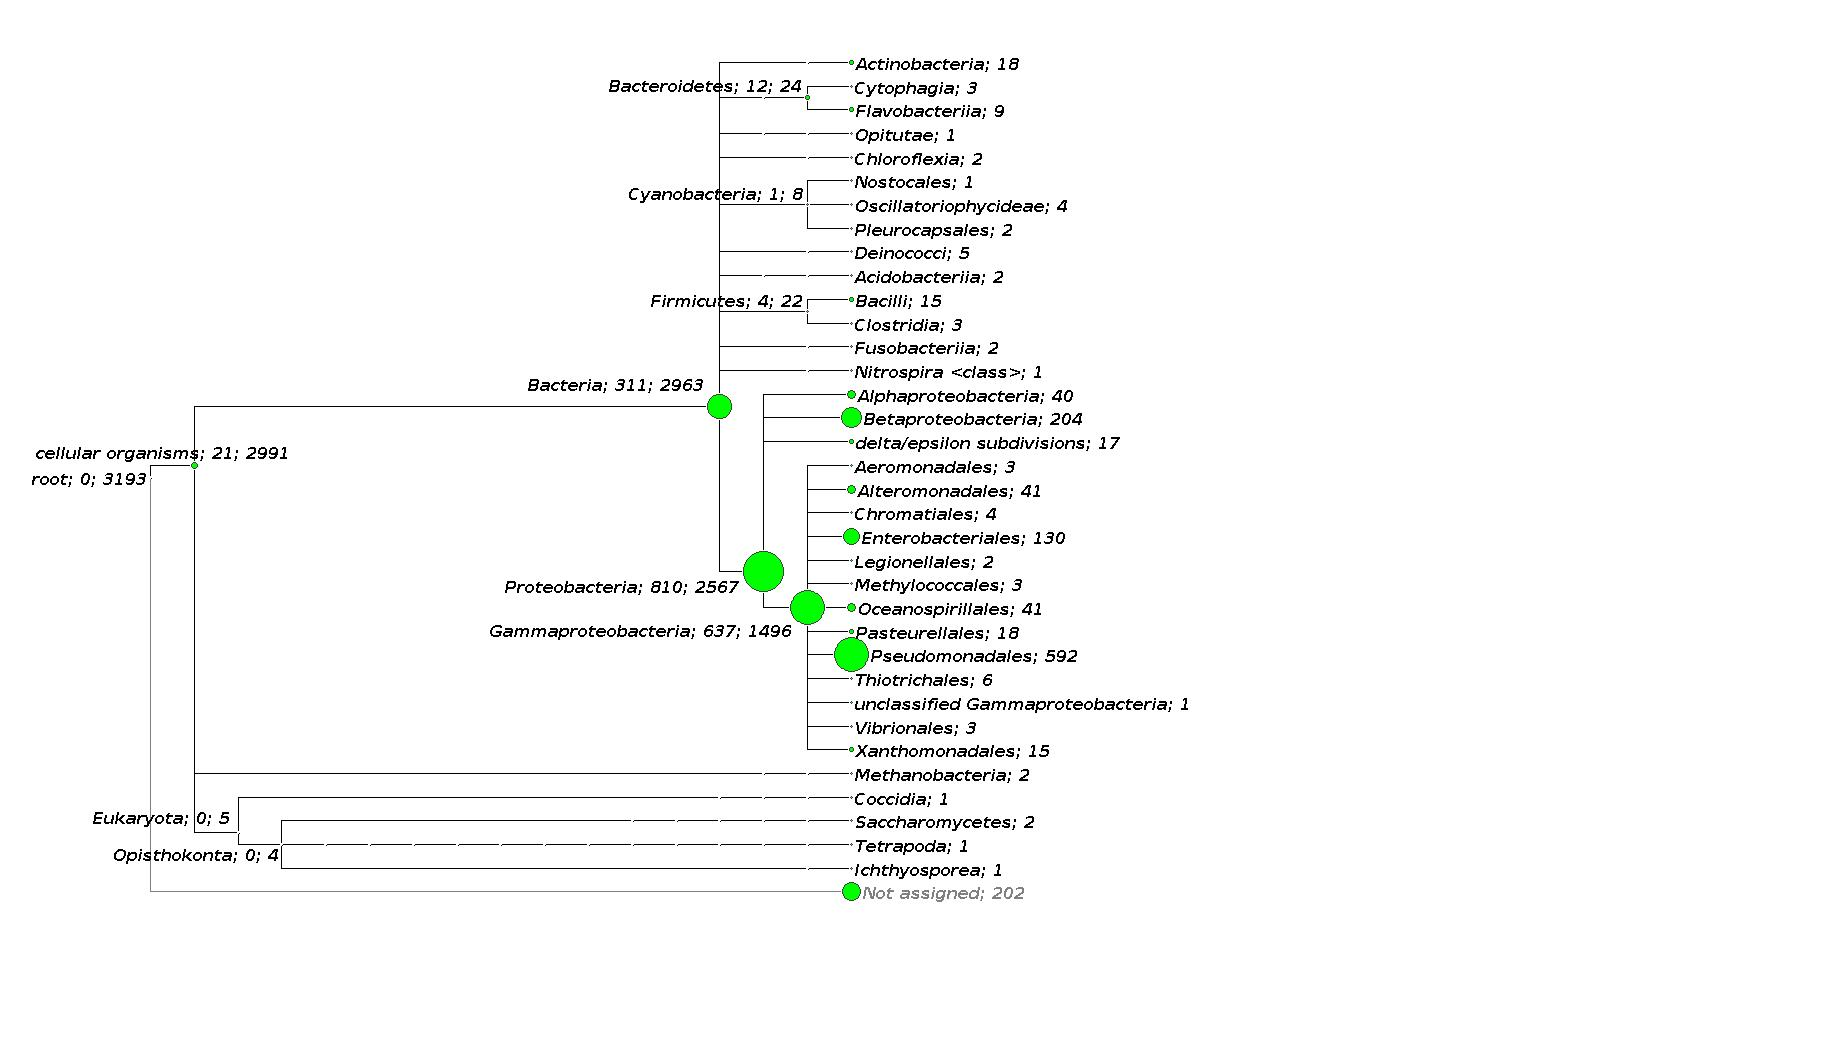 Actinobacteria; 18
Bacteroidetes; 12; 24
Cytophagia; 3
Flavobacteriia; 9
Opitutae; 1
Chloroflexia; 2
Nostocales; 1
Cyanobacteria; 1; 8
Oscillatoriophycideae; 4
Pleurocapsales; 2
Deinococci; 5
Acidobacteriia; 2
Firmicutes; 4; 22
Bacilli; 15
Clostridia; 3
Fusobacteriia; 2
Nitrospira <class>; 1
Bacteria; 311; 2963
Alphaproteobacteria; 40
Betaproteobacteria; 204
delta/epsilon subdivisions; 17
cellular organisms; 21; 2991
Aeromonadales; 3
root; 0; 3193
Alteromonadales; 41
Chromatiales; 4
Enterobacteriales; 130
Legionellales; 2
Proteobacteria; 810; 2567
Methylococcales; 3
Oceanospirillales; 41
Gammaproteobacteria; 637; 1496
Pasteurellales; 18
Pseudomonadales; 592
Thiotrichales; 6
unclassified Gammaproteobacteria; 1
Vibrionales; 3
Xanthomonadales; 15
Methanobacteria; 2
Coccidia; 1
Eukaryota; 0; 5
Saccharomycetes; 2
Tetrapoda; 1
Opisthokonta; 0; 4
Ichthyosporea; 1
Not assigned; 202